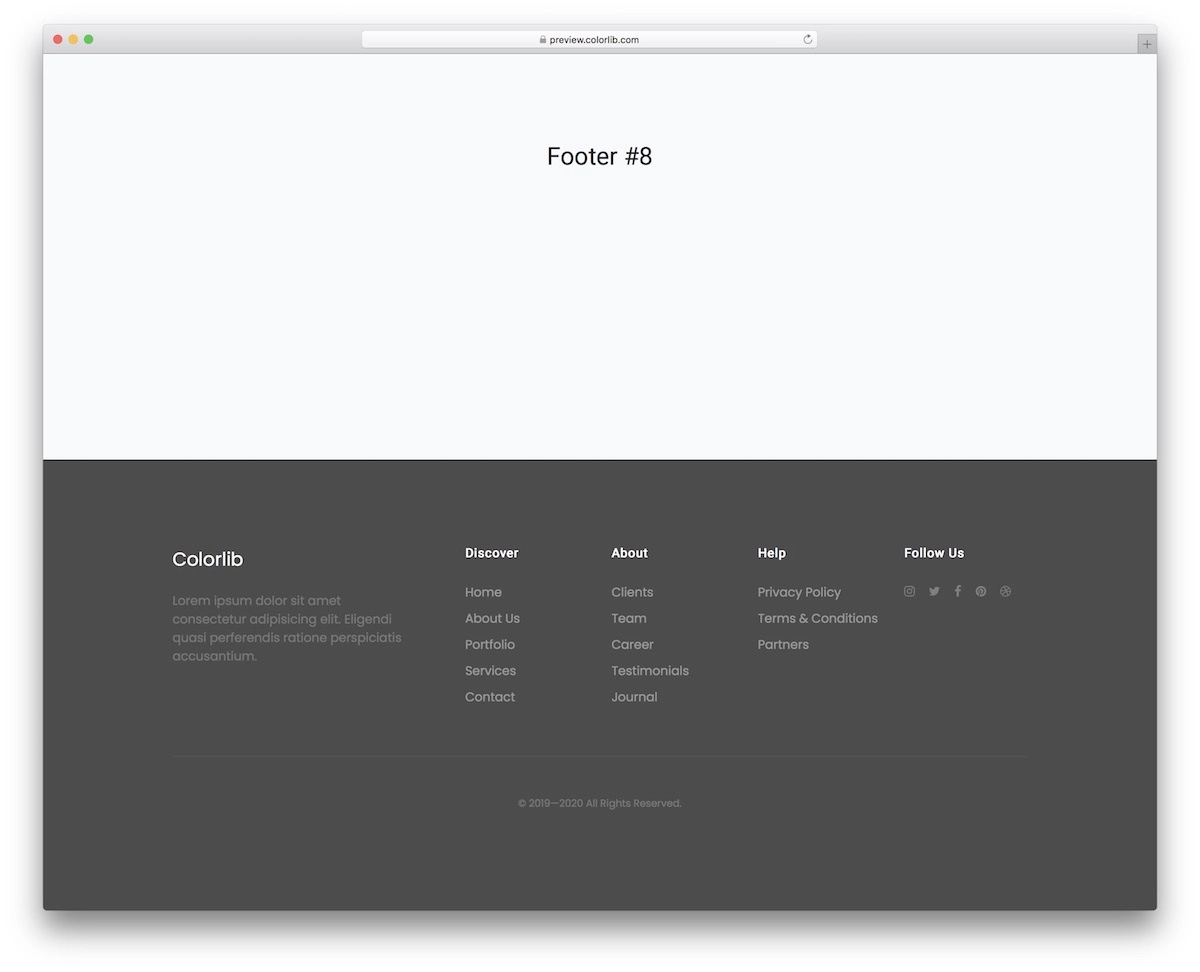 preview.colorlib.com
Footer #8
Colorlib
Lorem ipsum dolor sit amet
consectetur adipisicing elit. Eligendi
quasi perferendis ratione perspiciatis
accusantium.
Discover
Home
About Us
Portfolio
Services
Contact
About
Clients
Team
Career
Testimonials
Journal
Help
Privacy Policy
Terms & Conditions
Partners
Follow Us
© 2019—2020 All Rights Reserved.